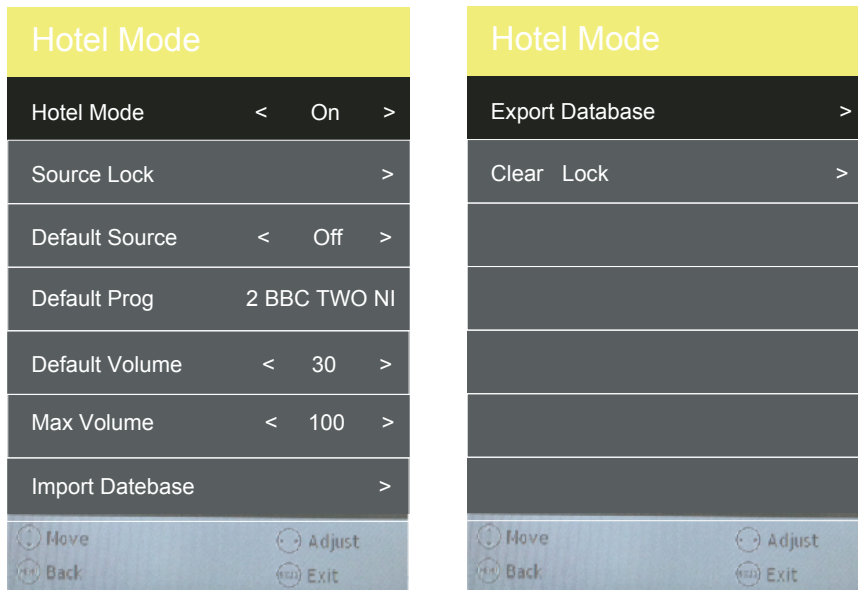 Hotel Mode
Hotel Mode < On >
Source Lock >
Default Source < Off >
Default Prog 2 BBC TWO NI
Default Volume < 30 >
Max Volume < 100 >
Import Datebase >
Move Adjust
Back Exit
Hotel Mode
Export Database >
Clear Lock >
Move Adjust
Back Exit